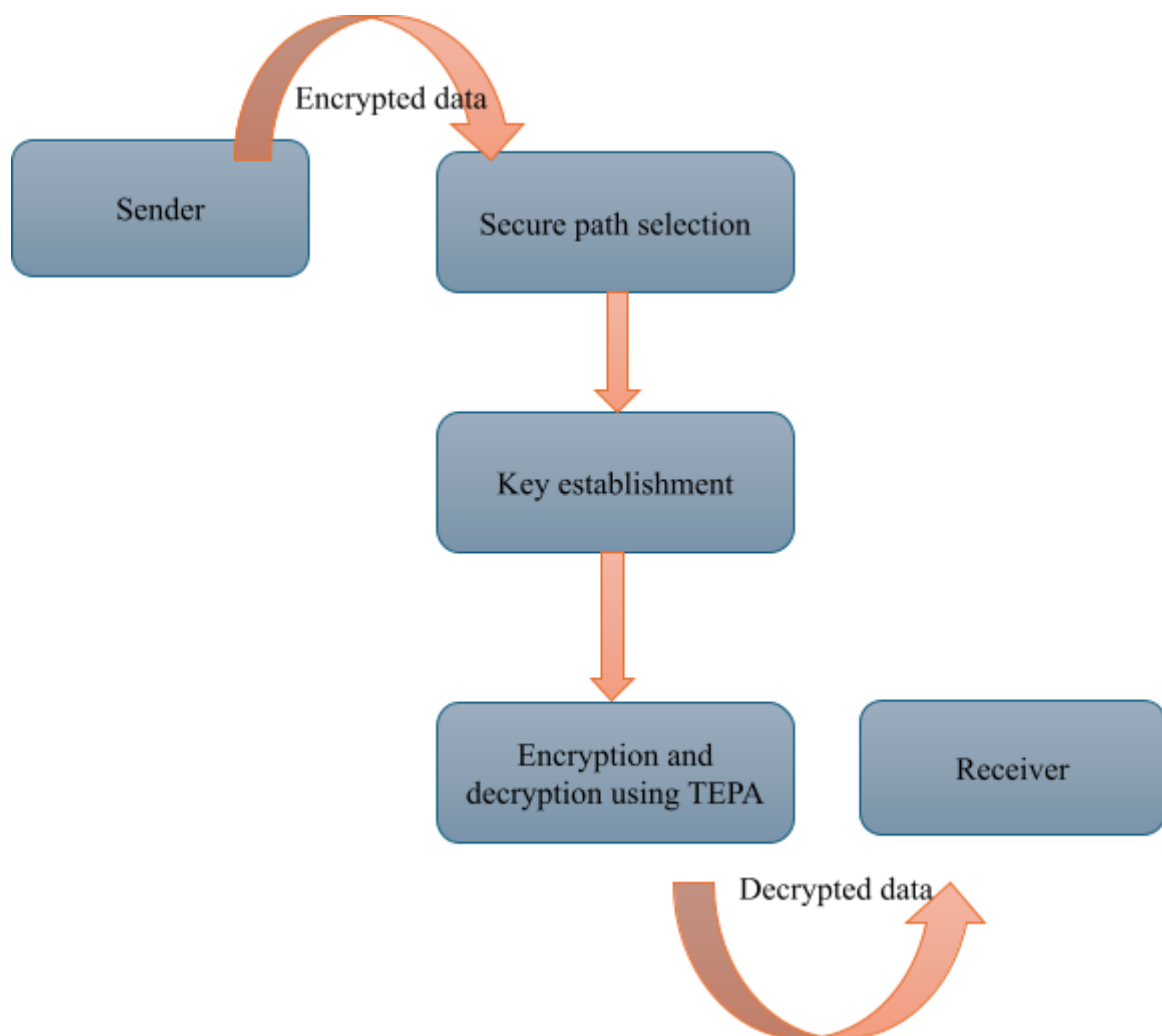 Encrypted data
Sender
Secure path selection
Key establishment
Encryption and
decryption using TEPA
Receiver
Decrypted data